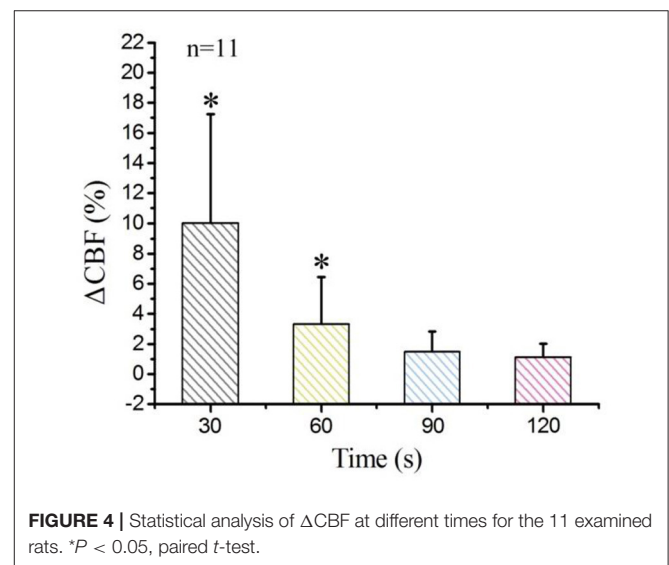 22
20
18
16
14
12
10
8
6
4
2
0
-2
n=11
*
*
ΔCBF (%)
30 60 90 120
Time (s)
FIGURE 4 | Statistical analysis of ΔCBF at different times for the 11 examined
rats. *P < 0.05, paired t-test.